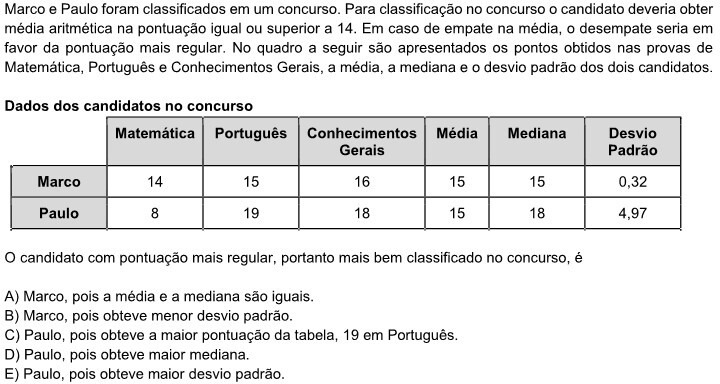 Marco e Paulo foram classificados em um concurso. Para classificação no concurso o candidato deveria obter
média aritmética na pontuação igual ou superior a 14. Em caso de empate na média, o desempate seria em
favor da pontuação mais regular. No quadro a seguir são apresentados os pontos obtidos nas provas de
Matemática, Português e Conhecimentos Gerais, a média, a mediana e o desvio padrão dos dois candidatos.
Dados dos candidatos no concurso
Matemática Português Conhecimentos Gerais Média Mediana Desvio Padrão
Marco 14 15 16 15 15 0,32
Paulo 8 19 18 15 18 4,97
O candidato com pontuação mais regular, portanto mais bem classificado no concurso, é
A) Marco, pois a média e a mediana são iguais.
B) Marco, pois obteve menor desvio padrão.
C) Paulo, pois obteve a maior pontuação da tabela, 19 em Português.
D) Paulo, pois obteve maior mediana.
E) Paulo, pois obteve maior desvio padrão.